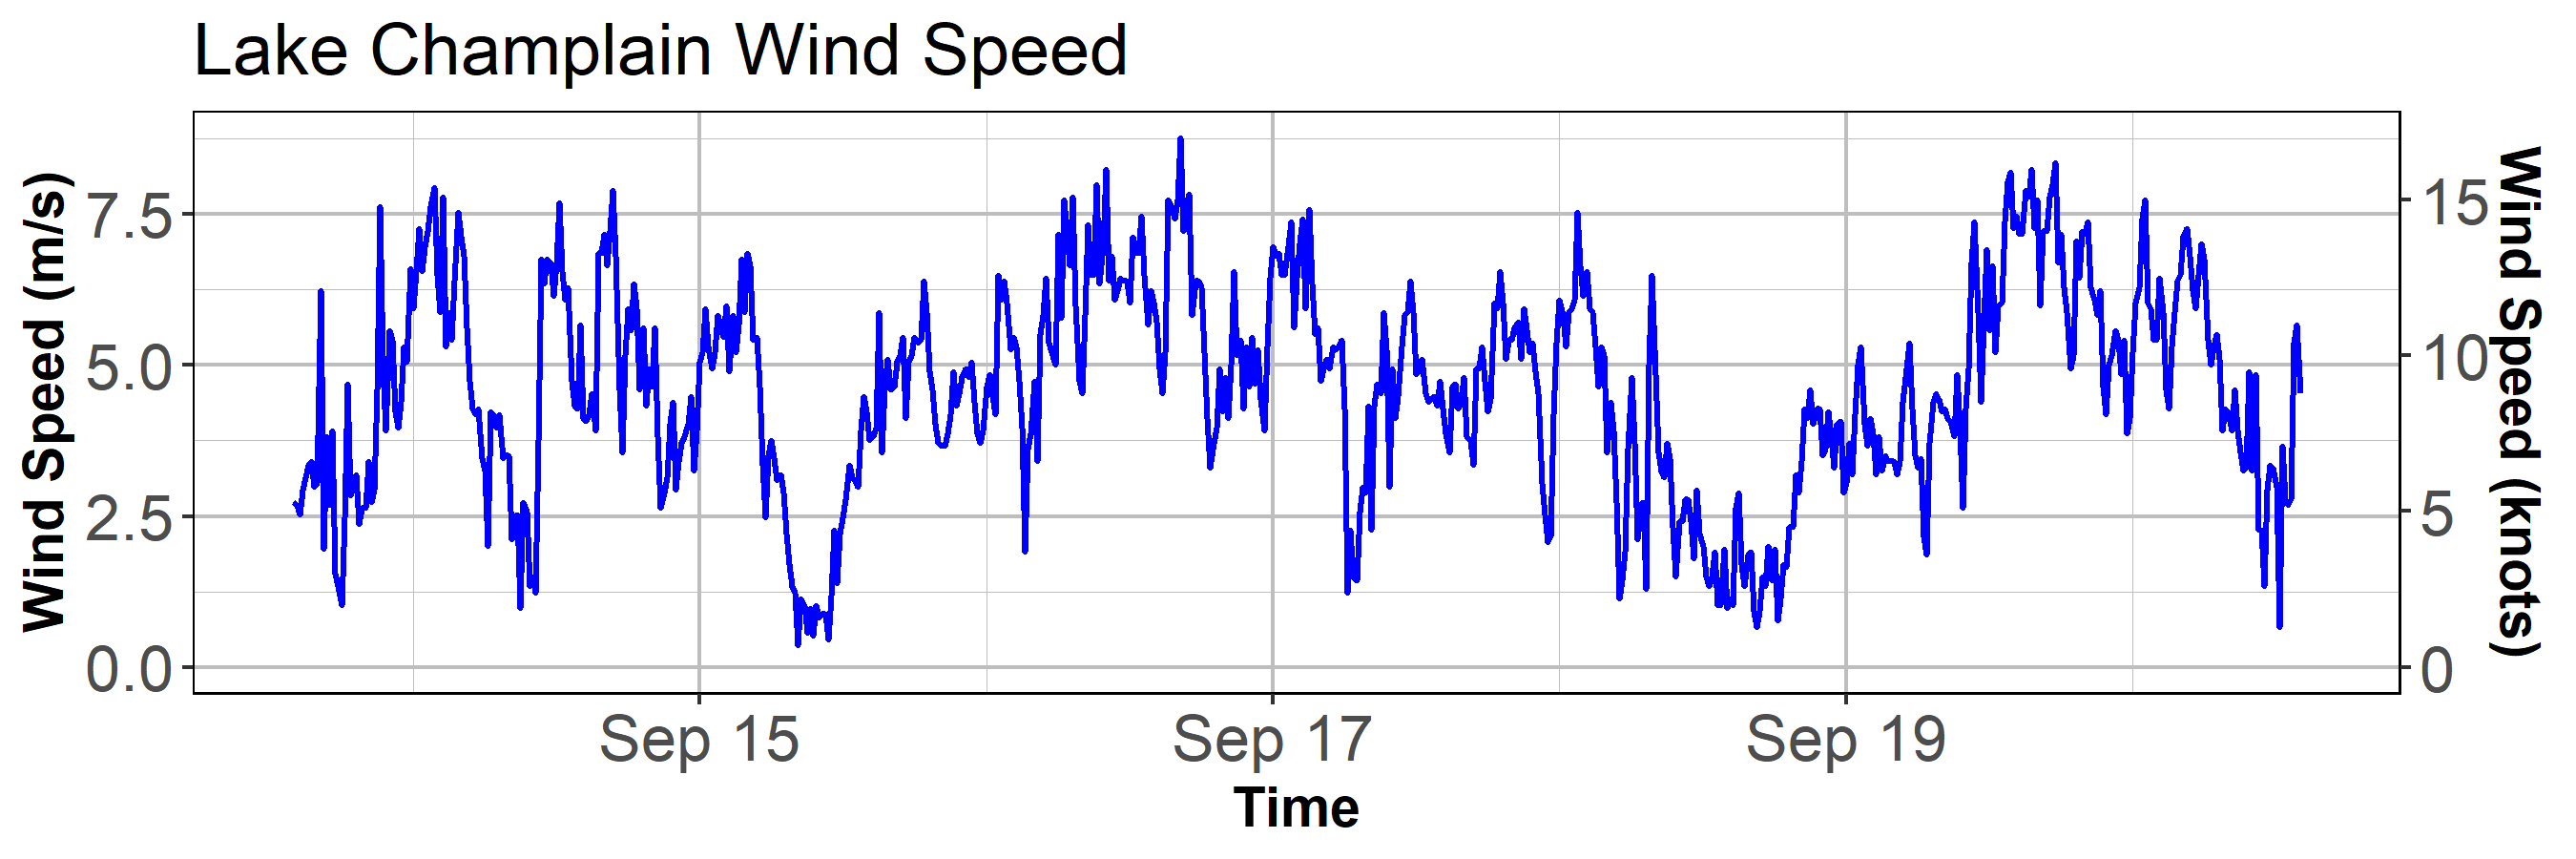 Lake Champlain Wind Speed
Wind Speed (m/s)
7.5
5.0
2.5
0.0
15
10
5
0
Wind Speed (knots)
Sep 15
Sep 17
Sep 19
Time